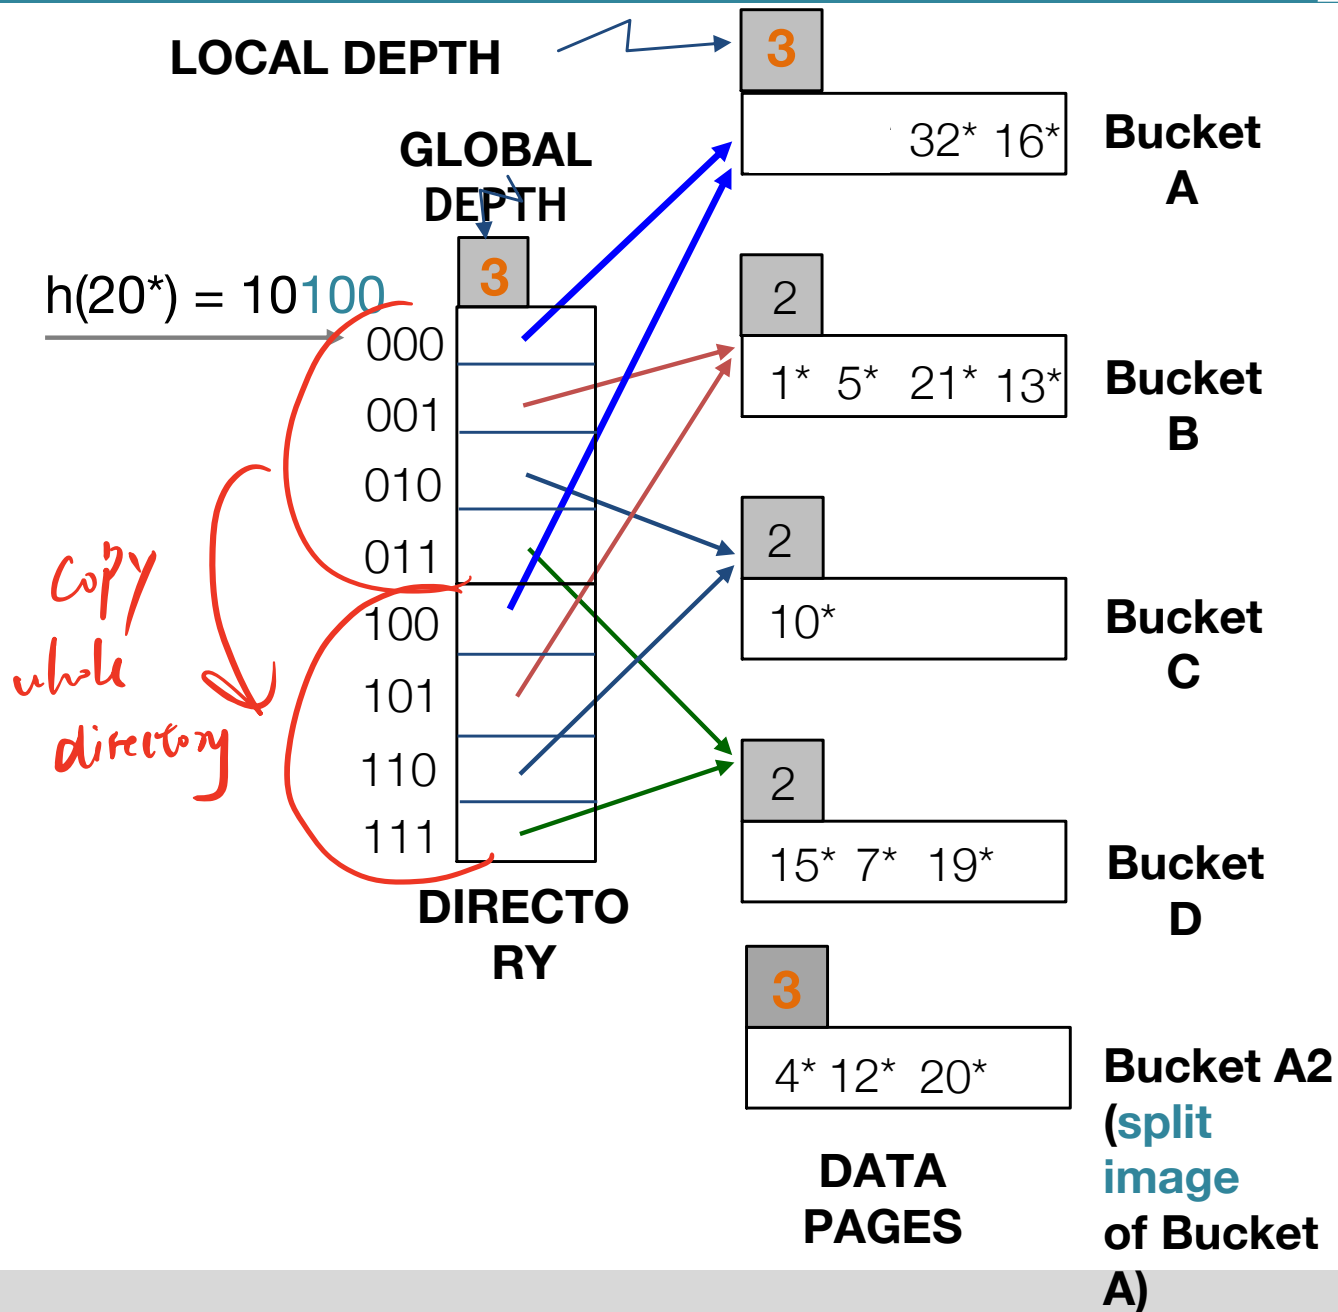 LOCAL DEPTH
3
32* 16*
Bucket
A
GLOBAL
DEPTH
3
h(20*) = 10100
2
1* 5* 21* 13*
Bucket
B
000
001
010
011
100
101
110
111
2
10*
Bucket
C
Copy
whole
directory
2
15* 7* 19*
Bucket
D
DIRECTO
RY
3
4* 12* 20*
Bucket A2
(split
image
of Bucket
A)
DATA
PAGES